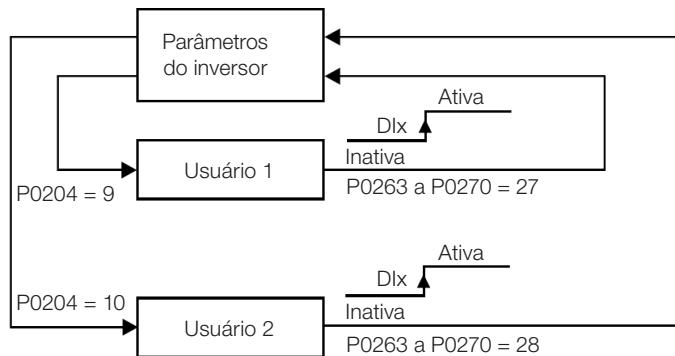 Parâmetros
do inversor
Ativa
DIx
Inativa
Usuário 1
P0204 = 9
P0263 a P0270 = 27
Ativa
DIx
P0204 = 10
Inativa
Usuário 2
P0263 a P0270 = 28